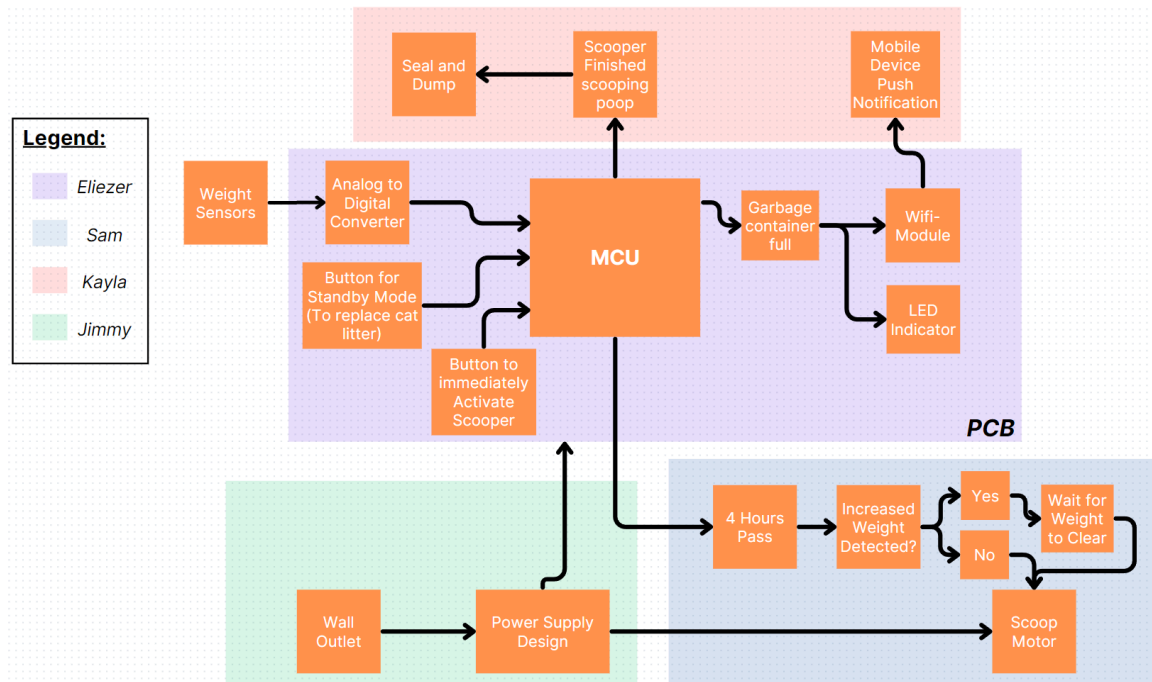 Legend:
Eliezer
Sam
Kayla
Jimmy
Seal and
Dump
Scooper
Finished
scooping
poop
Mobile
Device
Push
Notification
Weight
Sensors
Analog to
Digital
Converter
MCU
Garbage
container
full
Wifi-
Module
Button for
Standby Mode
(To replace cat
litter)
LED
Indicator
Button to
immediately
Activate
Scooper
PCB
4 Hours
Pass
Increased
Weight
Detected?
Yes
No
Wait for
Weight
to Clear
Wall
Outlet
Power Supply
Design
Scoop
Motor